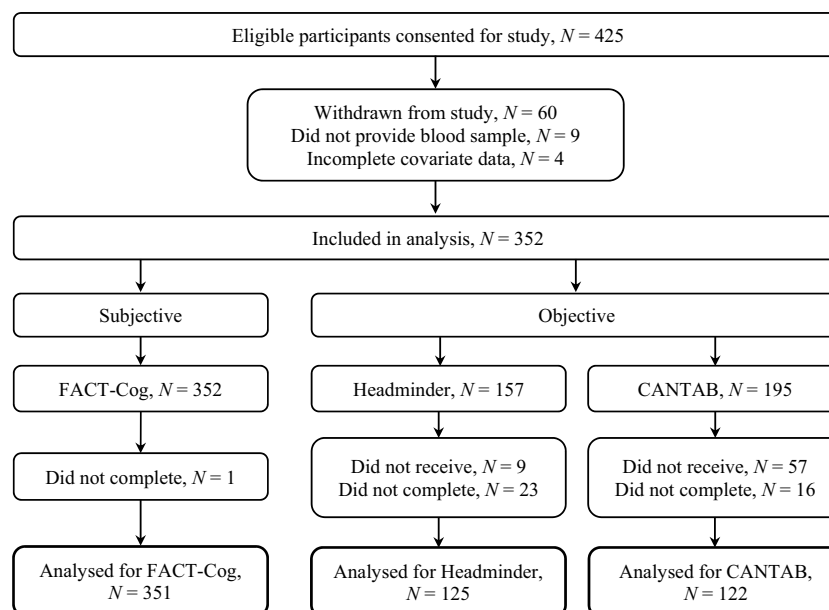 Eligible participants consented for study, N = 425
Withdrawn from study, N = 60
Did not provide blood sample, N = 9
Incomplete covariate data, N = 4
Included in analysis, N = 352
Subjective
Objective
FACT-Cog, N = 352
Headminder, N = 157
CANTAB, N = 195
Did not complete, N = 1
Did not receive, N = 9
Did not complete, N = 23
Did not receive, N = 57
Did not complete, N = 16
Analysed for FACT-Cog,
N = 351
Analysed for Headminder,
N = 125
Analysed for CANTAB,
N = 122